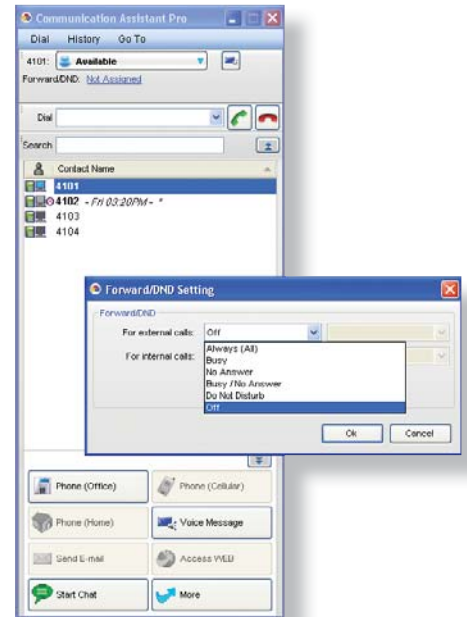 Communication Assistant Pro
Dial History Go To
4101: Available
Forward/DND: Not Assigned
Dial
Search
Contact Name
4101
4102 - Fri 03:20PM - *
4103
4104
Forward/DND Setting
Forward/DND
For external calls: Off
Always (All)
Busy
For internal calls:
No Answer
Busy / No Answer
Do Not Disturb
Off
Ok Cancel
Phone (Office) Phone (Cellular)
Phone (Home) Voice Message
Send E-mail Access WEB
Start Chat More